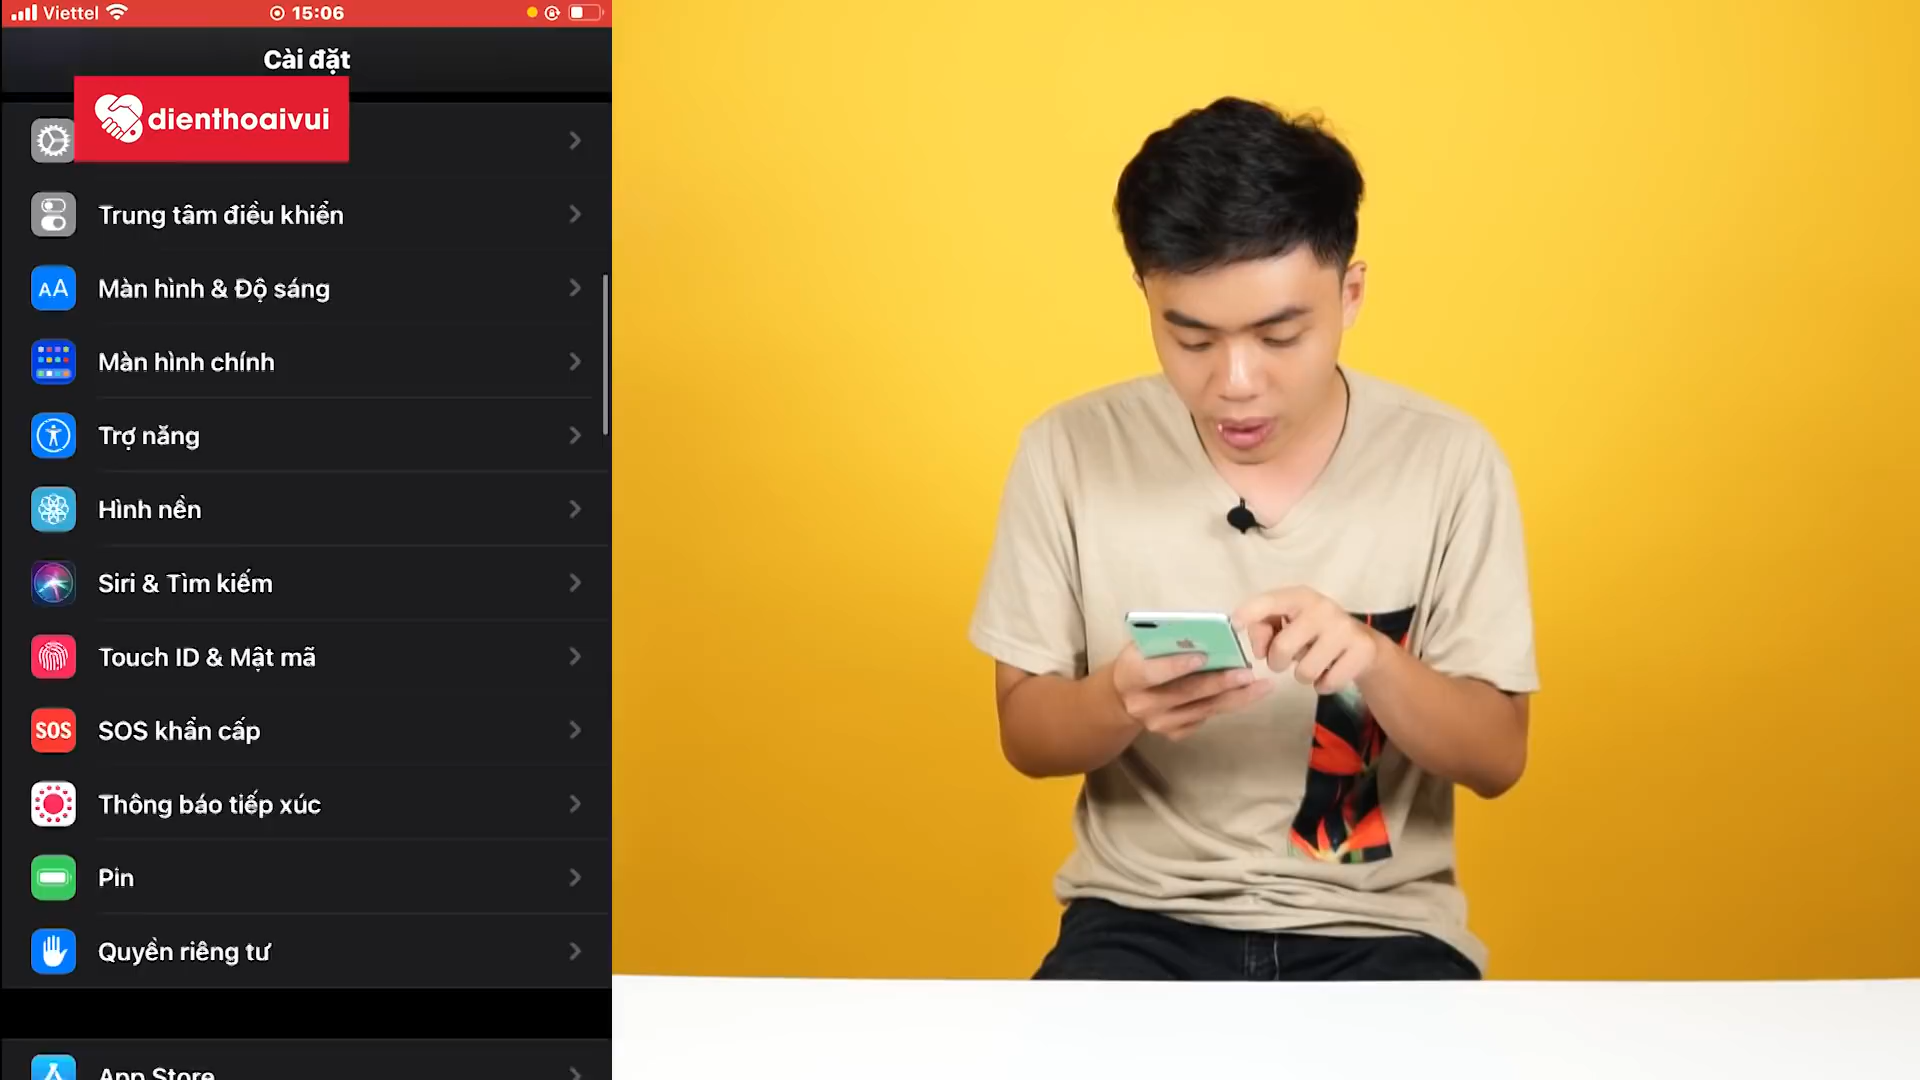 Viettel 15:06
Cài đặt
dienthoaivui
Trung tâm điều khiển
AA Màn hình & Độ sáng
Màn hình chính
Trợ năng
Hình nền
Siri & Tìm kiếm
Touch ID & Mật mã
SOS SOS khẩn cấp
Thông báo tiếp xúc
Pin
Quyền riêng tư
App Store